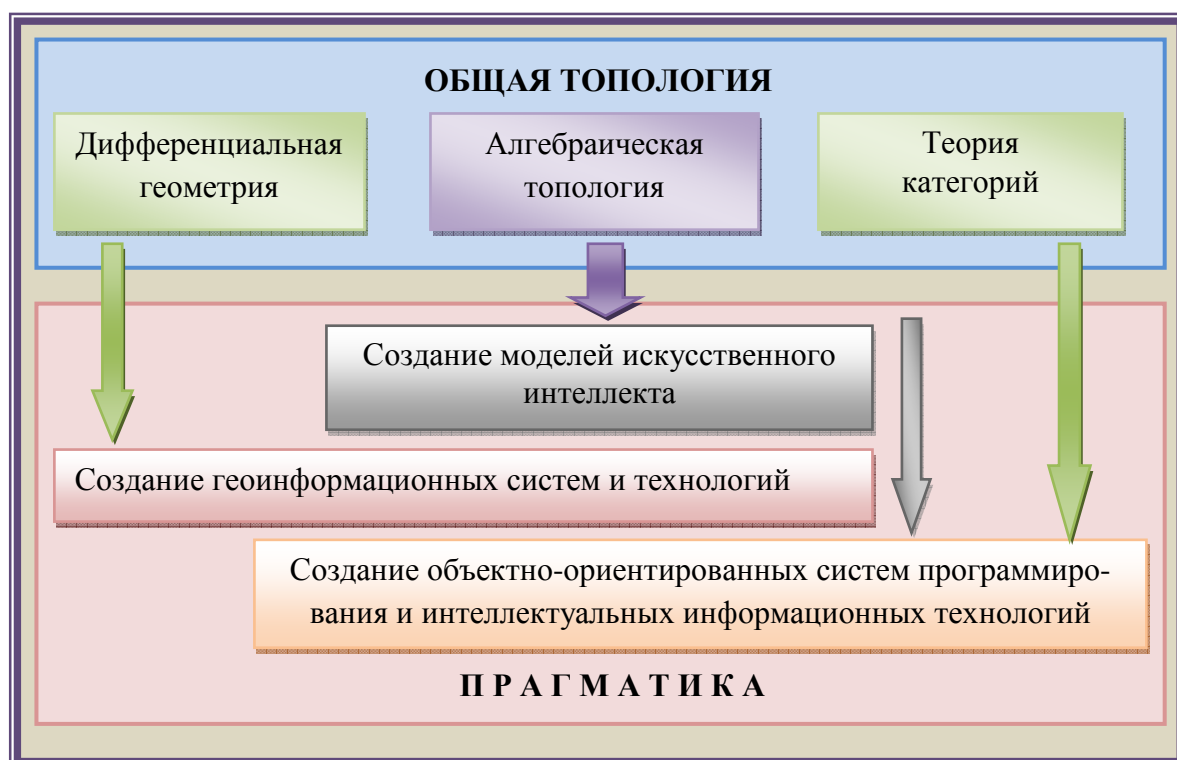 ОБЩАЯ ТОПОЛОГИЯ
Дифференциальная
геометрия
Алгебраическая
топология
Теория
категорий
Создание моделей искусственного
интеллекта
Создание геоинформационных систем и технологий
Создание объектно-ориентированных систем программиро-
вания и интеллектуальных информационных технологий
П Р А Г М А Т И К А